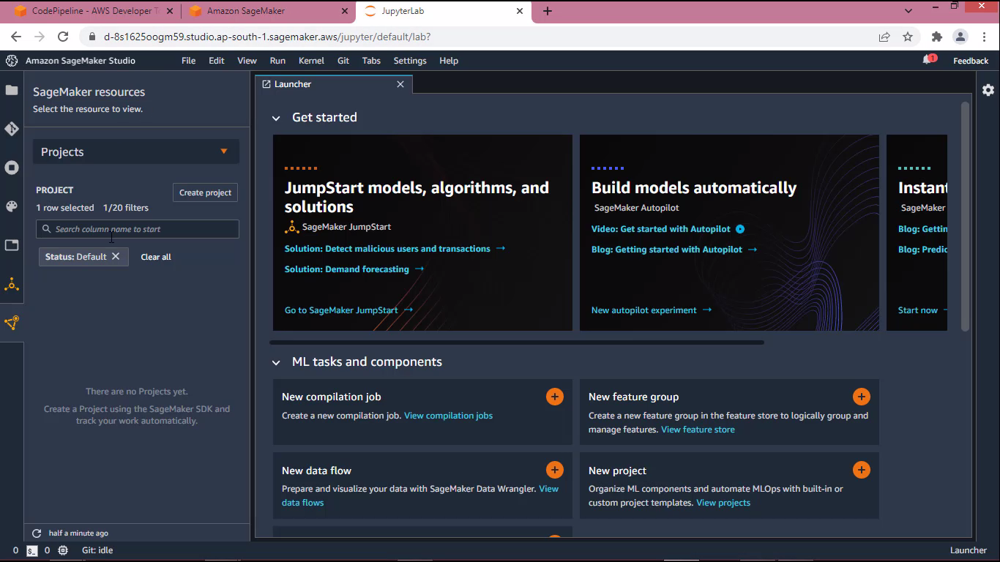 CodePipeline - AWS Developer T
Amazon SageMaker
JupyterLab
d-8s1625oogm59.studio.ap-south-1.sagemaker.aws/jupyter/default/lab?
Amazon SageMaker Studio
File
Edit
View
Run
Kernel
Git
Tabs
Settings
Help
1
Feedback
SageMaker resources
Select the resource to view.
Projects
PROJECT
Create project
1 row selected 1/20 filters
Search column name to start
Status: Default
Clear all
There are no Projects yet.
Create a Project using the SageMaker SDK and
track your work automatically.
half a minute ago
Launcher
Get started
JumpStart models, algorithms, and
solutions
SageMaker JumpStart
Solution: Detect malicious users and transactions
Solution: Demand forecasting
Go to SageMaker JumpStart
Build models automatically
SageMaker Autopilot
Video: Get started with Autopilot
Blog: Getting started with Autopilot
New autopilot experiment
Instant
SageMaker
Blog: Gettin
Blog: Predic
Start now
ML tasks and components
New compilation job
Create a new compilation job. View compilation jobs
New feature group
Create a new feature group in the feature store to logically group and
manage features. View feature store
New data flow
Prepare and visualize your data with SageMaker Data Wrangler. View
data flows
New project
Organize ML components and automate MLOps with built-in or
custom project templates. View projects
0
$_
0
Git: idle
Launcher